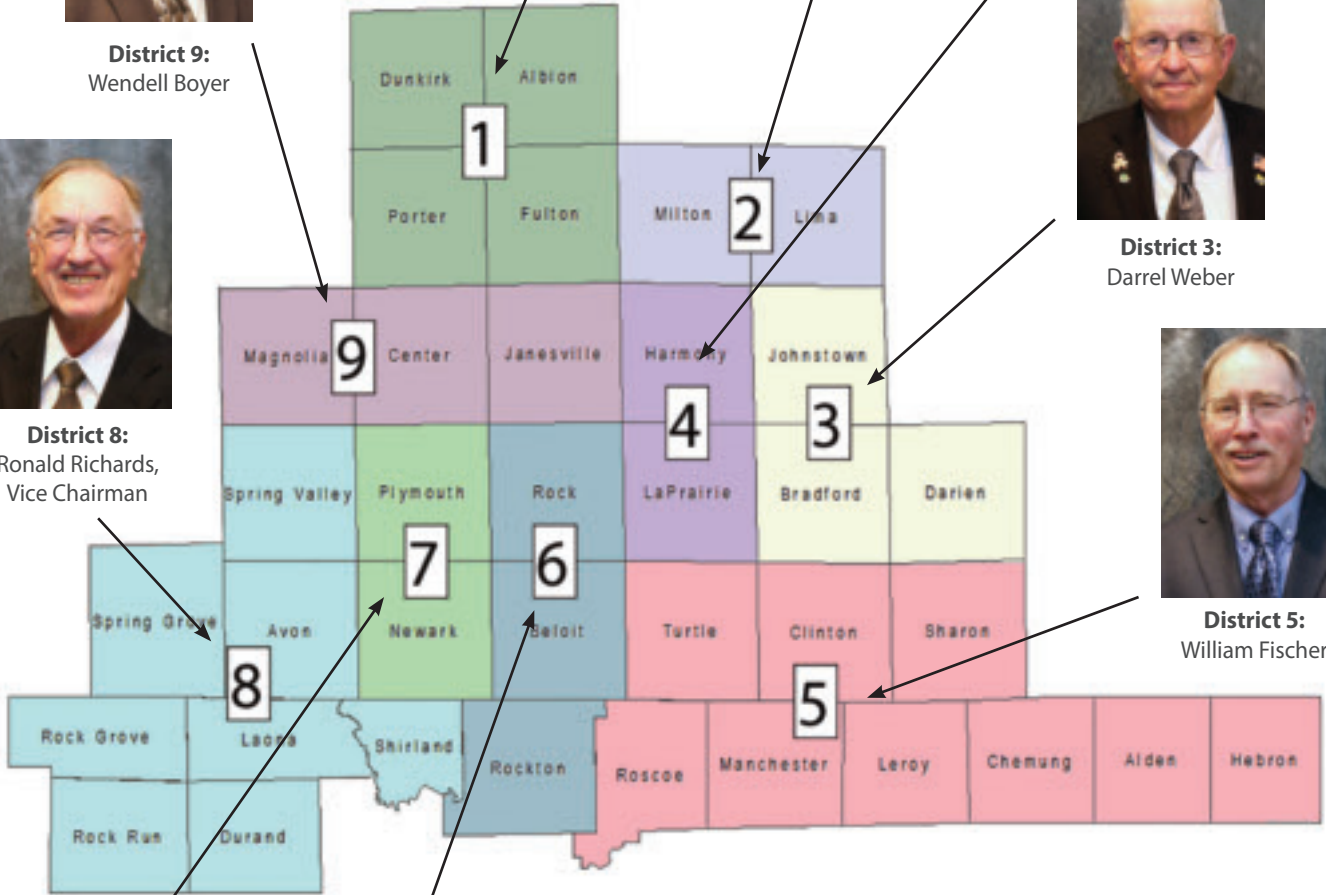 District 9:
Wendell Boyer
District 3:
Darrel Weber
District 8:
Ronald Richards,
Vice Chairman
District 5:
William Fischer
Dunkirk
Albion
1
Porter
Fulton
Milton
2
Lima
Magnolia
9
Center
Janesville
Harmony
Johnstown
4
3
Spring Valley
Plymouth
Rock
LaPrairie
Bradford
Darien
7
6
Spring Grove
Avon
Newark
Beloit
Turtle
Clinton
Sharon
8
5
Rock Grove
Laona
Shirland
Rockton
Roscoe
Manchester
Leroy
Chemung
Alden
Hebron
Rock Run
Durand